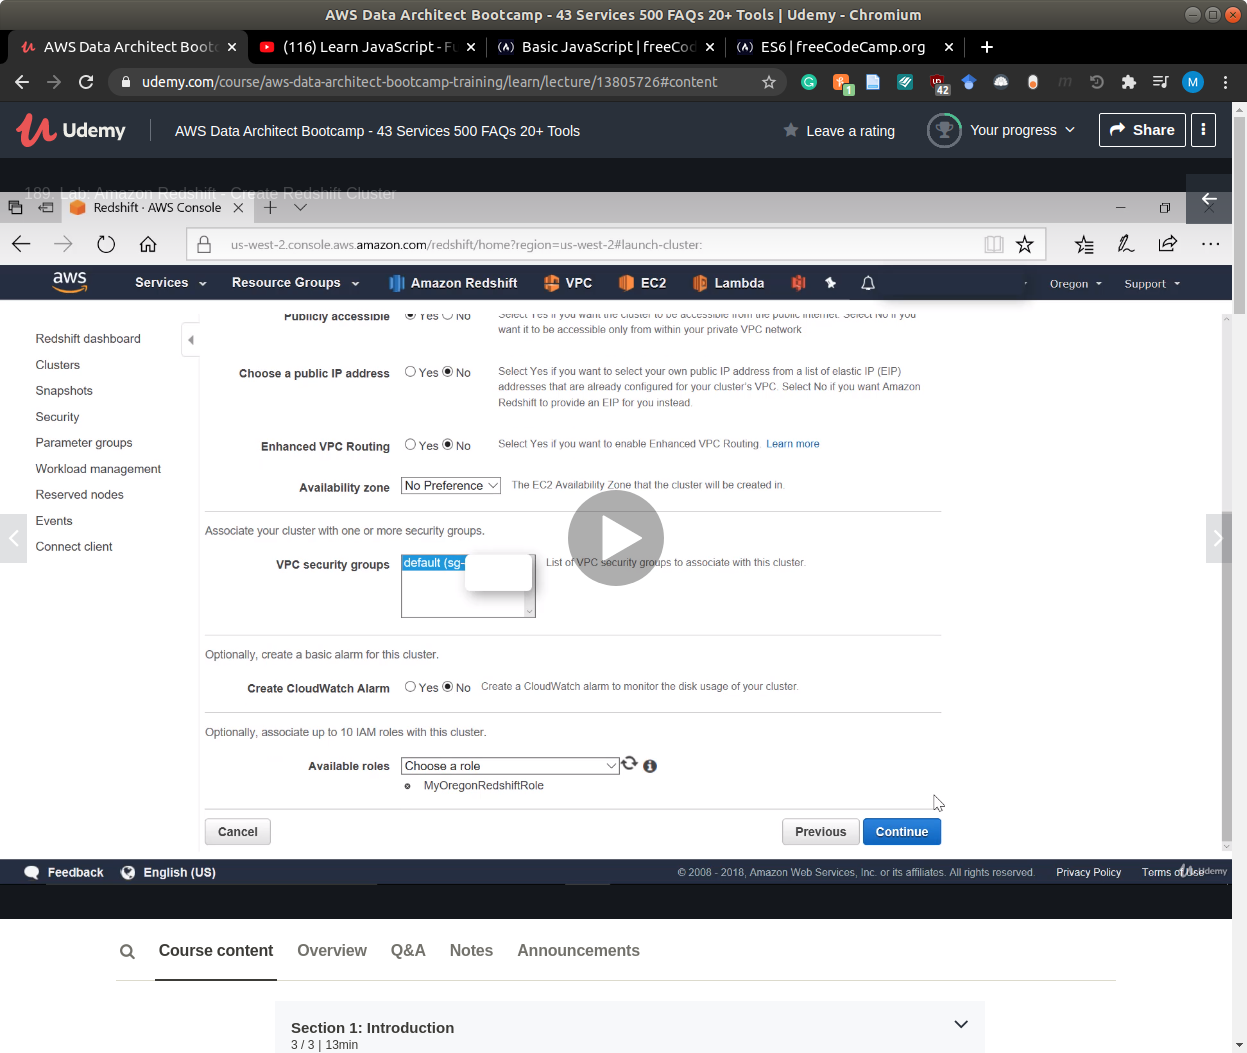 AWS Data Architect Bootcamp - 43 Services 500 FAQs 20+ Tools | Udemy - Chromium
AWS Data Architect Boot
(116) Learn JavaScript - Fu
Basic JavaScript | freeCod
ES6 | freeCodeCamp.org
udemy.com/course/aws-data-architect-bootcamp-training/learn/lecture/13805726#content
1
42
M
Udemy
AWS Data Architect Bootcamp - 43 Services 500 FAQs 20+ Tools
Leave a rating
Your progress
Share
189. Lab: Amazon Redshift - Create Redshift Cluster
Redshift · AWS Console
us-west-2.console.aws.amazon.com/redshift/home?region=us-west-2#launch-cluster:
aws
Services
Resource Groups
Amazon Redshift
VPC
EC2
Lambda
Oregon
Support
Redshift dashboard
Clusters
Snapshots
Security
Parameter groups
Workload management
Reserved nodes
Events
Connect client
Publicly accessible
Yes
No
Select Yes if you want the cluster to be accessible from the public internet. Select No if you
want it to be accessible only from within your private VPC network
Choose a public IP address
Yes
No
Select Yes if you want to select your own public IP address from a list of elastic IP (EIP)
addresses that are already configured for your cluster's VPC. Select No if you want Amazon
Redshift to provide an EIP for you instead.
Enhanced VPC Routing
Yes
No
Select Yes if you want to enable Enhanced VPC Routing. Learn more
Availability zone
No Preference
The EC2 Availability Zone that the cluster will be created in.
Associate your cluster with one or more security groups.
VPC security groups
default (sg-
List of VPC security groups to associate with this cluster.
Optionally, create a basic alarm for this cluster.
Create CloudWatch Alarm
Yes
No
Create a CloudWatch alarm to monitor the disk usage of your cluster.
Optionally, associate up to 10 IAM roles with this cluster.
Available roles
Choose a role
MyOregonRedshiftRole
Cancel
Previous
Continue
Feedback
English (US)
© 2008 - 2018, Amazon Web Services, Inc. or its affiliates. All rights reserved.
Privacy Policy
Terms of Use
Udemy
Course content
Overview
Q&A
Notes
Announcements
Section 1: Introduction
3 / 3 | 13min